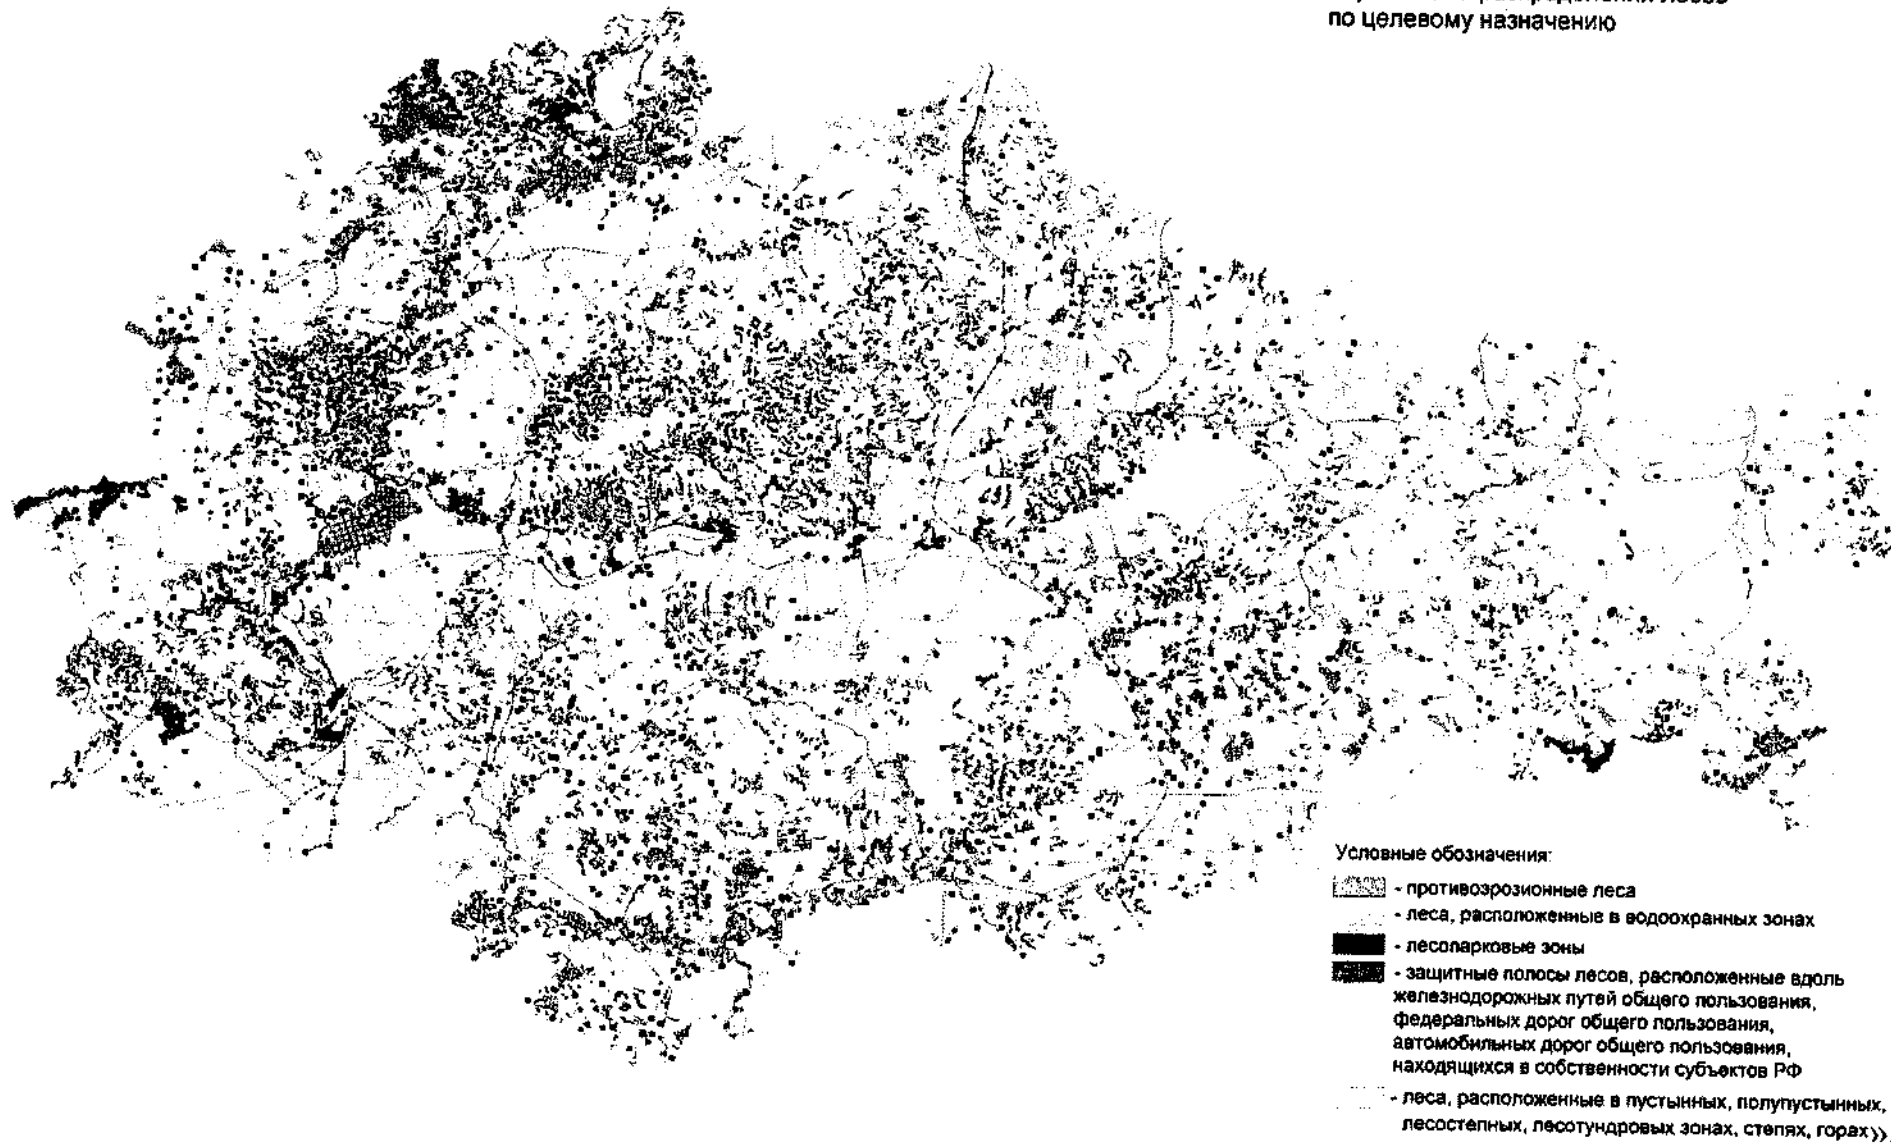 по целевому назначению
Условные обозначения:
- противоэрозионные леса
- леса, расположенные в водоохранных зонах
- лесопарковые зоны
- защитные полосы лесов, расположенные вдоль
железнодорожных путей общего пользования,
федеральных дорог общего пользования,
автомобильных дорог общего пользования,
находящихся в собственности субъектов РФ
- леса, расположенные в пустынных, полупустынных,
лесостепных, лесотундровых зонах, степях, горах»